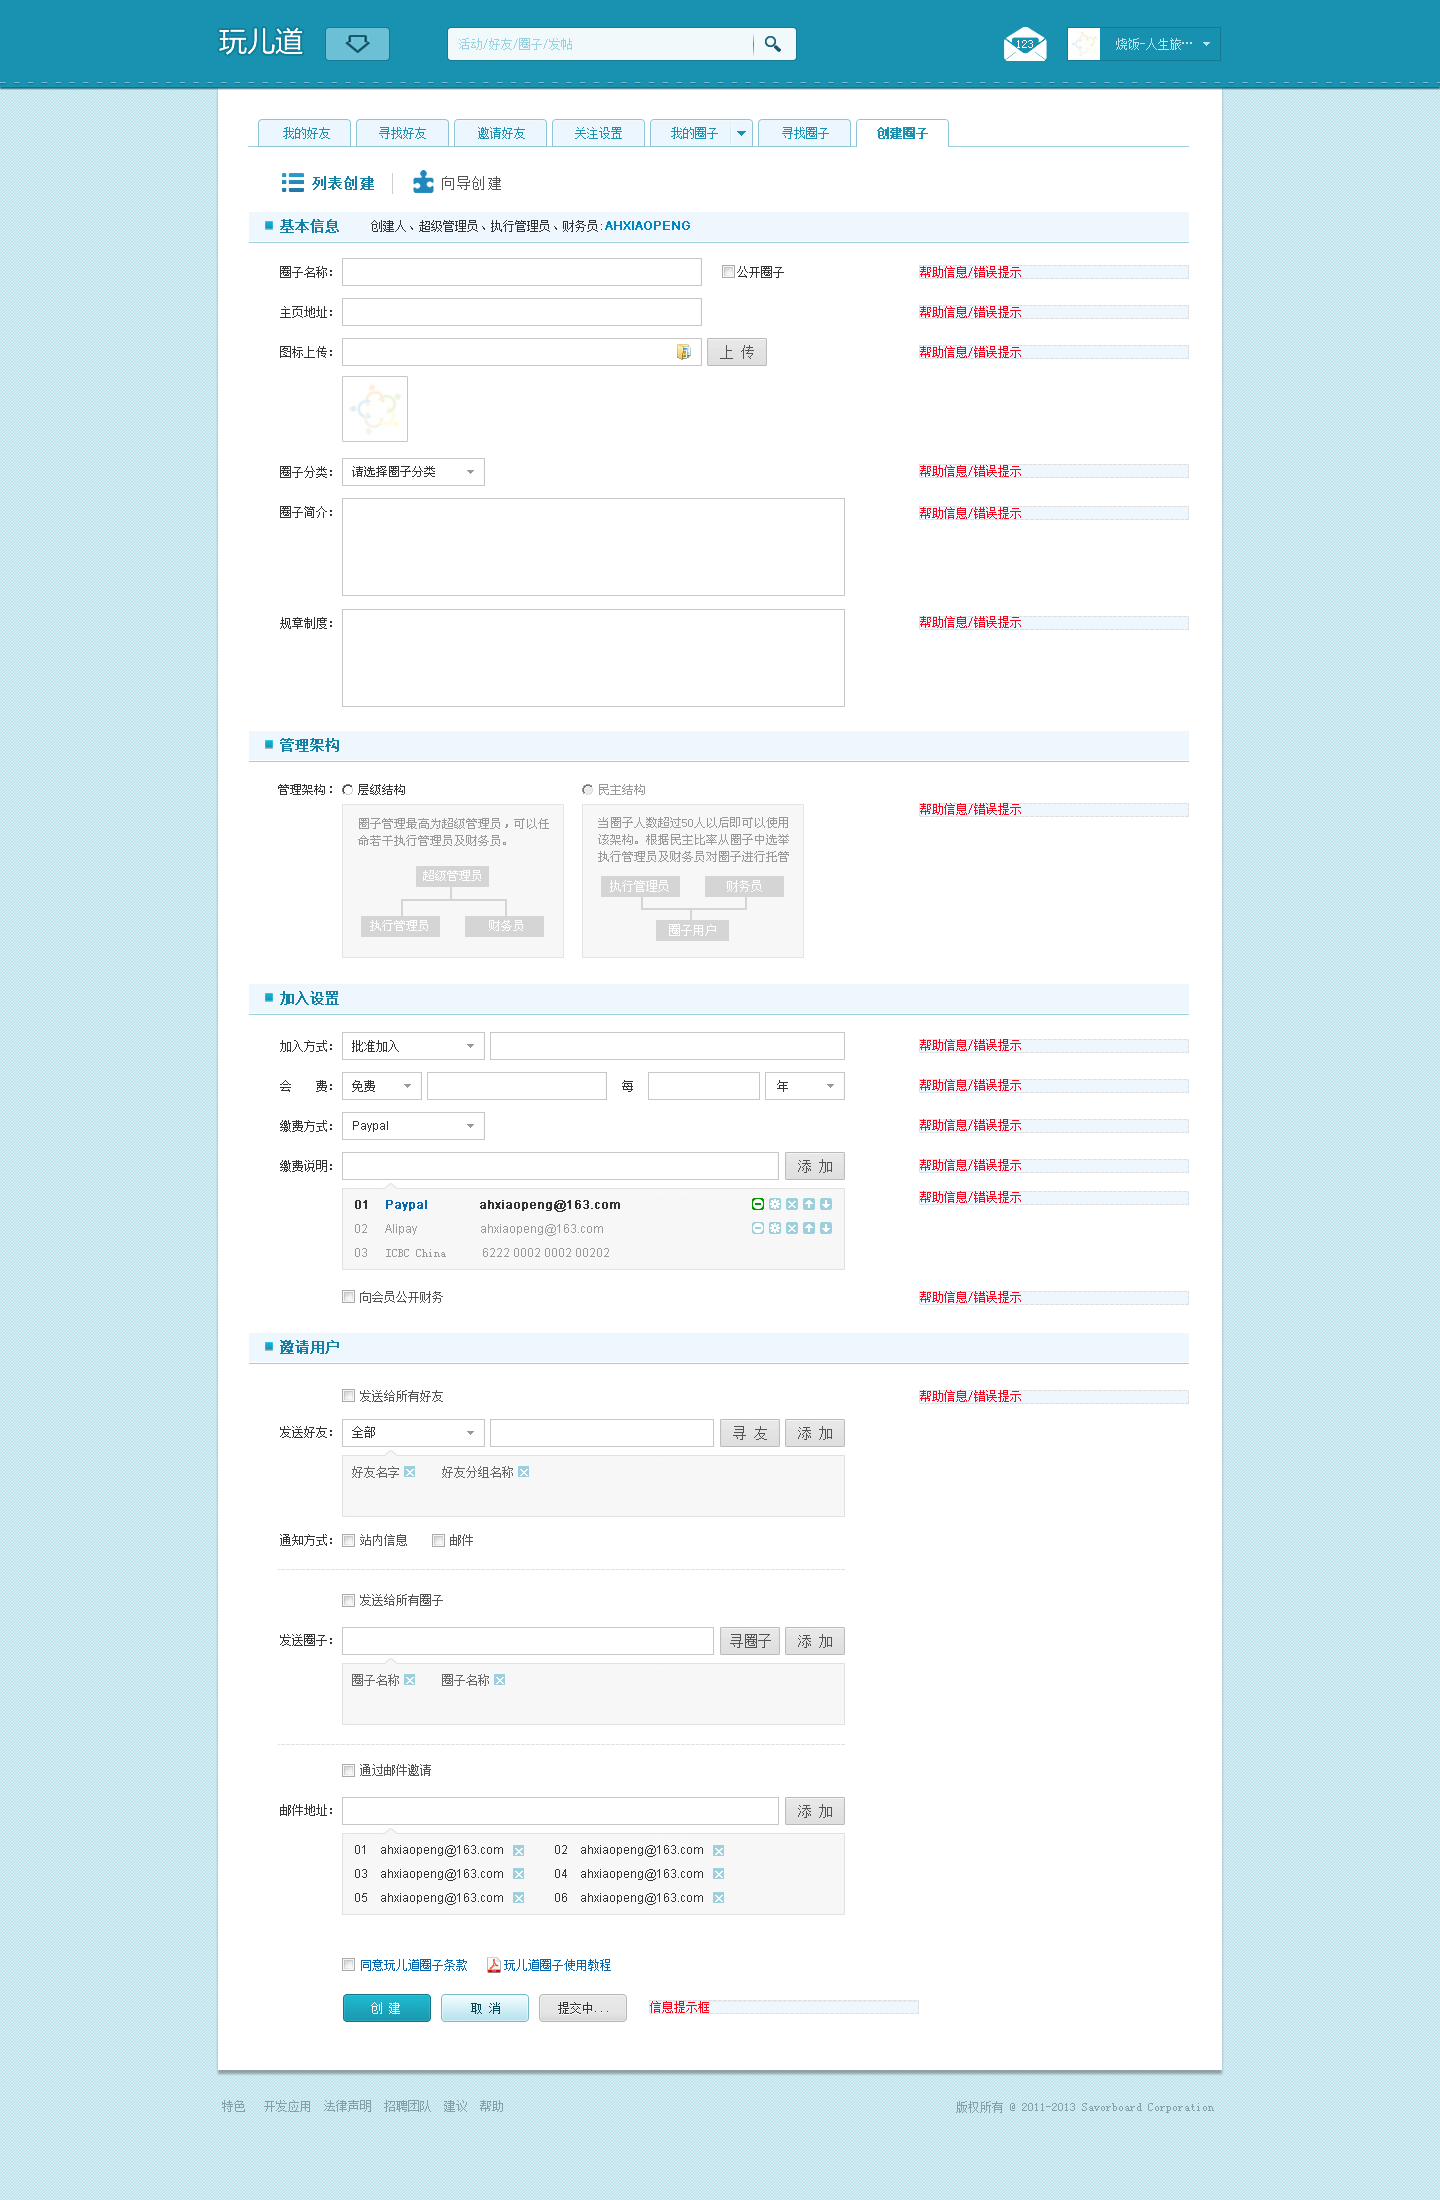 玩儿道
活动/好友/圈子/发帖
123
烧饭-人生旅…
我的好友 寻找好友 邀请好友 关注设置 我的圈子 寻找圈子 创建圈子
列表创建 向导创建
基本信息 创建人、超级管理员、执行管理员、财务员:AHXIAOPENG
圈子名称: 公开圈子 帮助信息/错误提示
主页地址: 帮助信息/错误提示
图标上传: 上 传 帮助信息/错误提示
圈子分类: 请选择圈子分类 帮助信息/错误提示
圈子简介: 帮助信息/错误提示
规章制度: 帮助信息/错误提示
管理架构
管理架构: 层级结构 民主结构
帮助信息/错误提示
圈子管理最高为超级管理员，可以任
命若干执行管理员及财务员。
超级管理员
执行管理员 财务员
当圈子人数超过50人以后即可以使用
该架构。根据民主比率从圈子中选举
执行管理员及财务员对圈子进行托管
执行管理员 财务员
圈子用户
加入设置
加入方式: 批准加入 帮助信息/错误提示
会 费: 免费 每 年 帮助信息/错误提示
缴费方式: Paypal 帮助信息/错误提示
缴费说明: 添 加 帮助信息/错误提示
01 Paypal ahxiaopeng@163.com 帮助信息/错误提示
02 Alipay ahxiaopeng@163.com
03 ICBC China 6222 0002 0002 00202
向会员公开财务 帮助信息/错误提示
邀请用户
发送给所有好友 帮助信息/错误提示
发送好友: 全部 寻 友 添 加
好友名字 好友分组名称
通知方式: 站内信息 邮件
发送给所有圈子
发送圈子: 寻圈子 添 加
圈子名称 圈子名称
通过邮件邀请
邮件地址: 添 加
01 ahxiaopeng@163.com 02 ahxiaopeng@163.com
03 ahxiaopeng@163.com 04 ahxiaopeng@163.com
05 ahxiaopeng@163.com 06 ahxiaopeng@163.com
同意玩儿道圈子条款 玩儿道圈子使用教程
创 建 取 消 提交中... 信息提示框
特色 开发应用 法律声明 招聘团队 建议 帮助
版权所有 @ 2011-2013 Savorboard Corporation